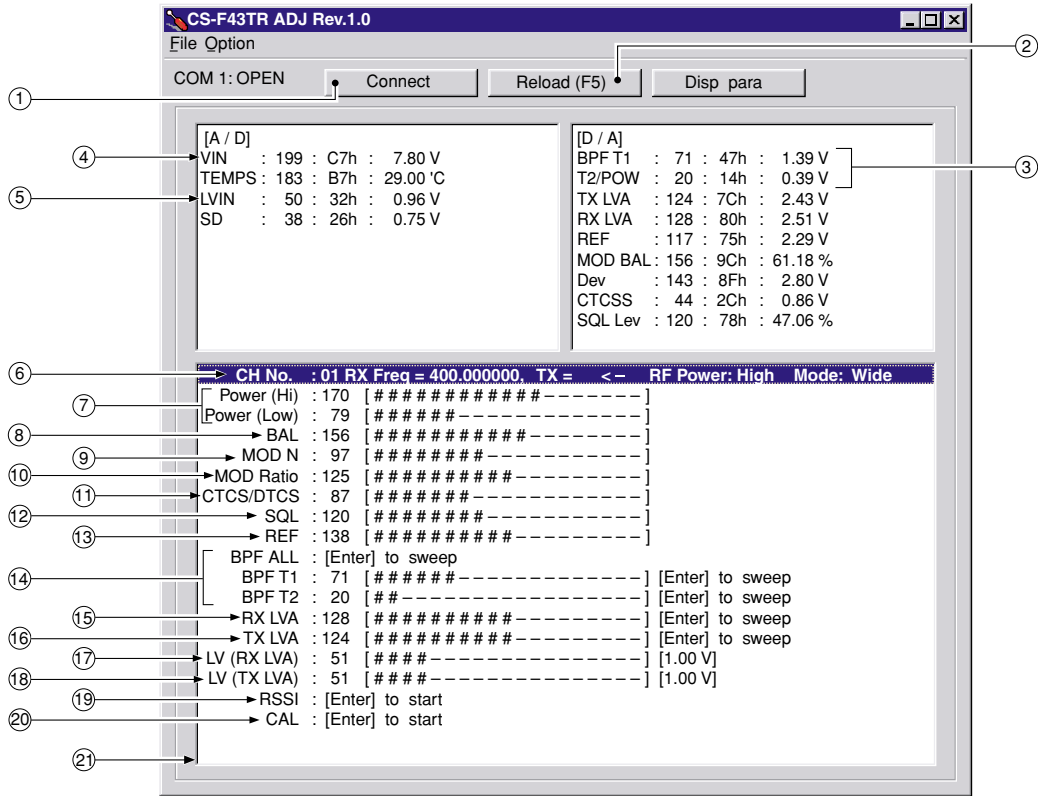 CS-F43TR ADJ Rev.1.0
File Option
COM 1: OPEN Connect Reload (F5) Disp para
[A / D]
VIN : 199 : C7h : 7.80 V
TEMPS : 183 : B7h : 29.00 'C
LVIN : 50 : 32h : 0.96 V
SD : 38 : 26h : 0.75 V
[D / A]
BPF T1 : 71 : 47h : 1.39 V
T2/POW : 20 : 14h : 0.39 V
TX LVA : 124 : 7Ch : 2.43 V
RX LVA : 128 : 80h : 2.51 V
REF : 117 : 75h : 2.29 V
MOD BAL : 156 : 9Ch : 61.18 %
Dev : 143 : 8Fh : 2.80 V
CTCSS : 44 : 2Ch : 0.86 V
SQL Lev : 120 : 78h : 47.06 %
CH No. : 01 RX Freq = 400.000000, TX = <– RF Power: High Mode: Wide
Power (Hi) : 170 [############–––––––]
Power (Low) : 79 [######–––––––––––––]
BAL : 156 [###########––––––––]
MOD N : 97 [########–––––––––––]
MOD Ratio : 125 [##########–––––––––]
CTCS/DTCS : 87 [#######––––––––––––]
SQL : 120 [########–––––––––––]
REF : 138 [##########–––––––––]
BPF ALL : [Enter] to sweep
BPF T1 : 71 [######–––––––––––––] [Enter] to sweep
BPF T2 : 20 [##–––––––––––––––––] [Enter] to sweep
RX LVA : 128 [##########–––––––––] [Enter] to sweep
TX LVA : 124 [##########–––––––––] [Enter] to sweep
LV (RX LVA) : 51 [####–––––––––––––––] [1.00 V]
LV (TX LVA) : 51 [####–––––––––––––––] [1.00 V]
RSSI : [Enter] to start
CAL : [Enter] to start
1
2
3
4
5
6
7
8
9
10
11
12
13
14
15
16
17
18
19
20
21